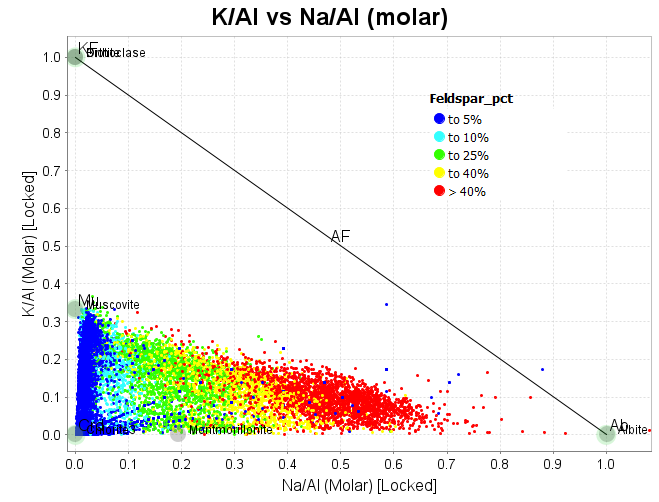 K/Al vs Na/Al (molar)
KF
Orthoclase
1.0
0.9
Feldspar_pct
to 5%
0.8
to 10%
to 25%
0.7
to 40%
> 40%
0.6
K/Al (Molar) [Locked]
AF
0.5
0.4
Mu
Muscovite
0.3
0.2
0.1
Ab
Albite
Montmorillonite
0.0
0.0 0.1 0.2 0.3 0.4 0.5 0.6 0.7 0.8 0.9 1.0
Na/Al (Molar) [Locked]